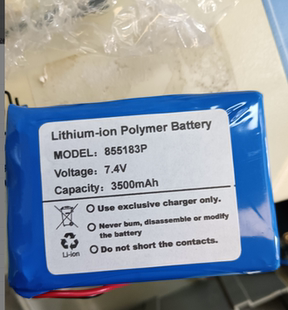 Lithium-ion Polymer Battery
MODEL: 855183P
Voltage: 7.4V
Capacity: 3500mAh
Use exclusive charger only.
Never burn, disassemble or modify
the battery
Do not short the contacts.
Li-ion